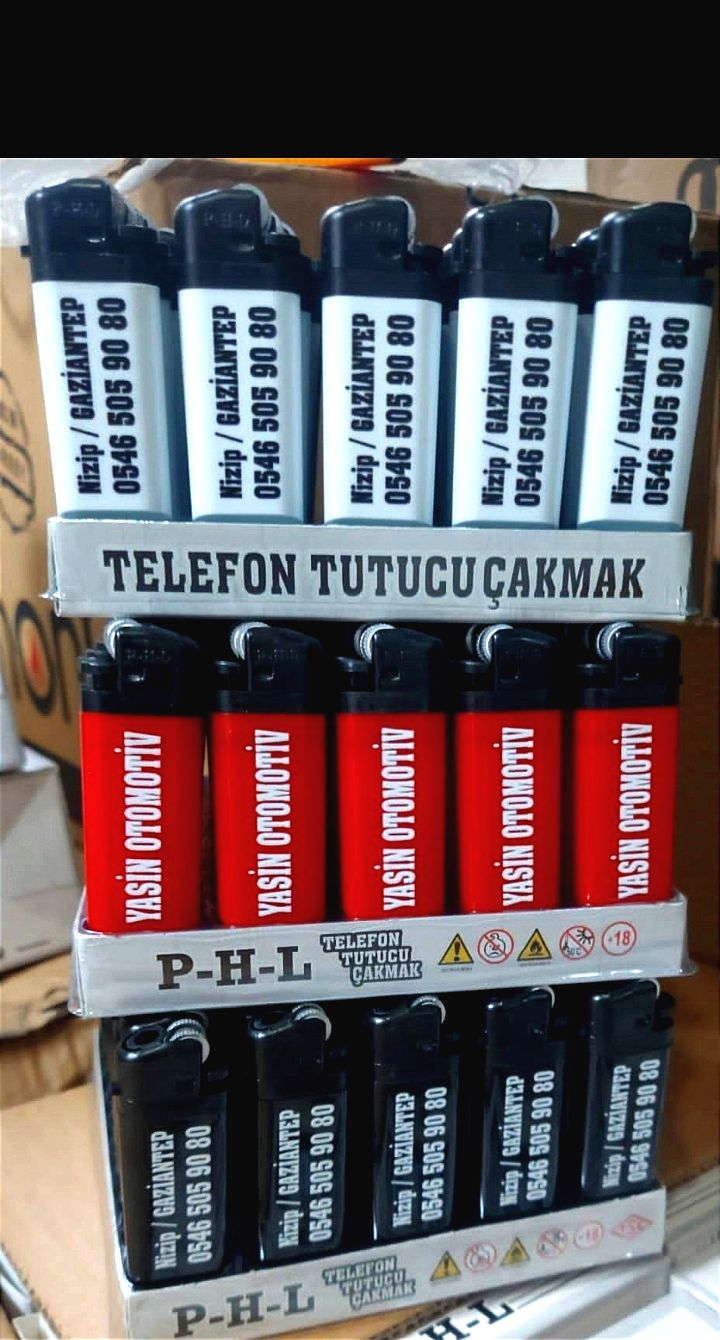 P-H-L
Nizip / GAZİANTEP
0546 505 90 80
Nizip / GAZİANTEP
0546 505 90 80
Nizip / GAZİANTEP
0546 505 90 80
Nizip / GAZİANTEP
0546 505 90 80
Nizip / GAZİANTEP
0546 505 90 80
TELEFON TUTUCU ÇAKMAK
YASİN OTOMOTİV
YASİN OTOMOTİV
YASİN OTOMOTİV
YASİN OTOMOTİV
YASİN OTOMOTİV
P-H-L
TELEFON
TUTUCU
ÇAKMAK
50°C
+18
Nizip / GAZİANTEP
0546 505 90 80
Nizip / GAZİANTEP
0546 505 90 80
Nizip / GAZİANTEP
0546 505 90 80
Nizip / GAZİANTEP
0546 505 90 80
Nizip / GAZİANTEP
0546 505 90 80
P-H-L
TELEFON
TUTUCU
ÇAKMAK
+18
TSE
H-L